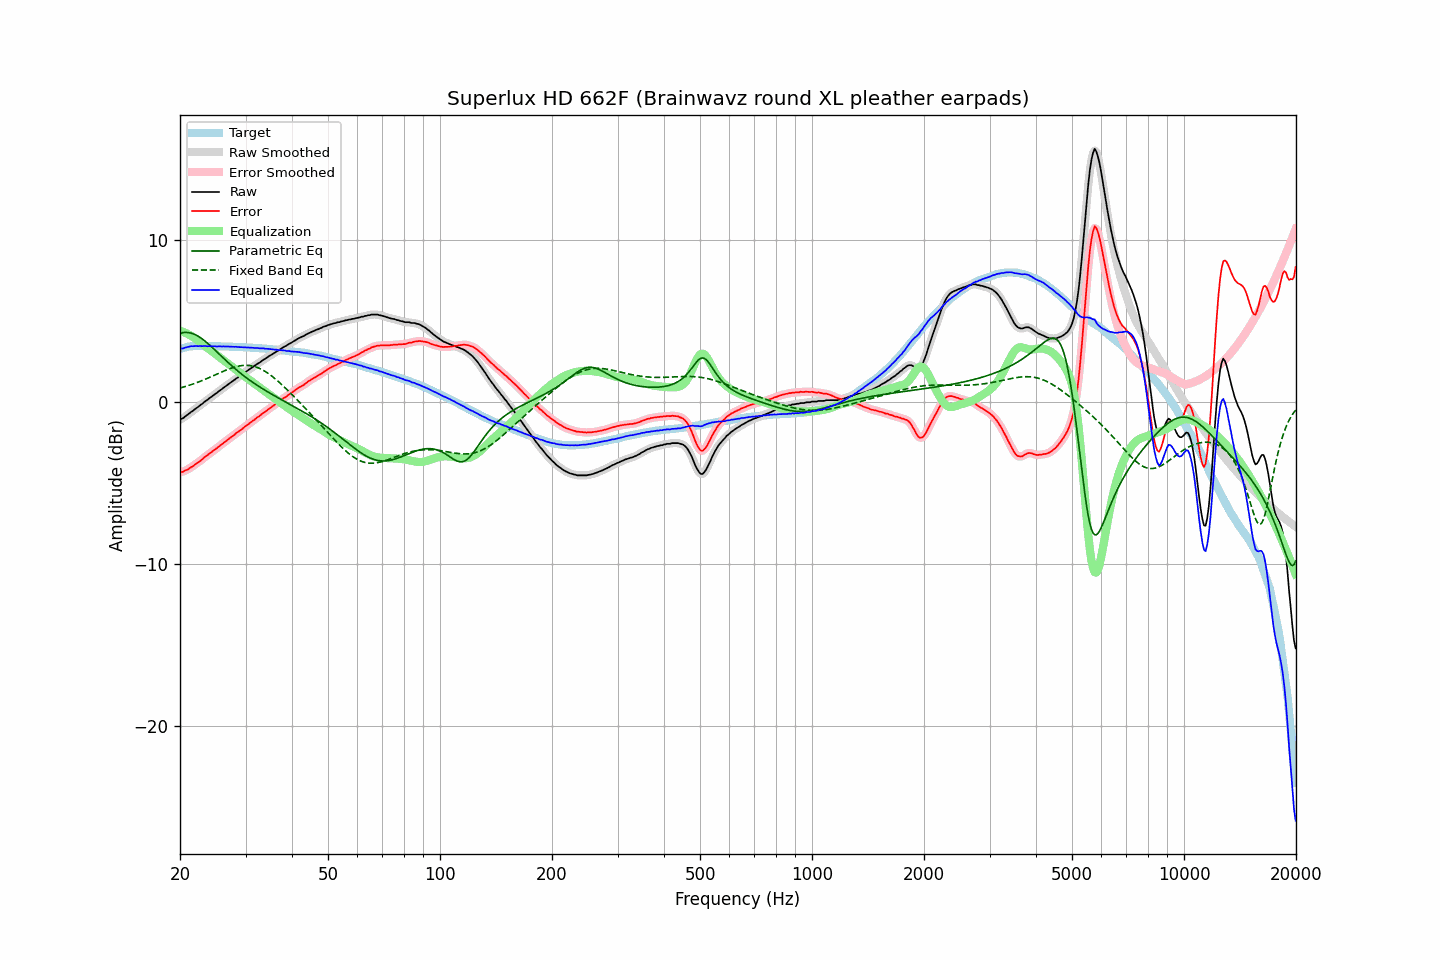 Superlux HD 662F (Brainwavz round XL pleather earpads)
Target
Raw Smoothed
Error Smoothed
Raw
Error
Equalization
Parametric Eq
Fixed Band Eq
Equalized
10
0
−10
−20
Amplitude (dBr)
20 50 100 200 500 1000 2000 5000 10000 20000
Frequency (Hz)